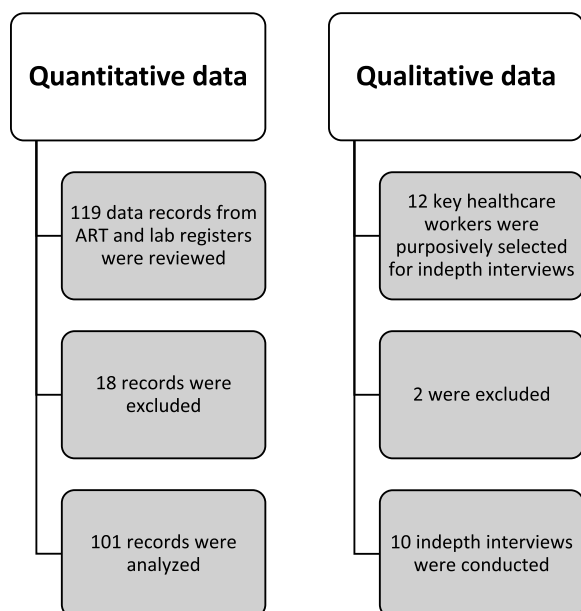 Quantitative data
119 data records from
ART and lab registers
were reviewed
18 records were
excluded
101 records were
analyzed
Qualitative data
12 key healthcare
workers were
purposively selected
for indepth interviews
2 were excluded
10 indepth interviews
were conducted